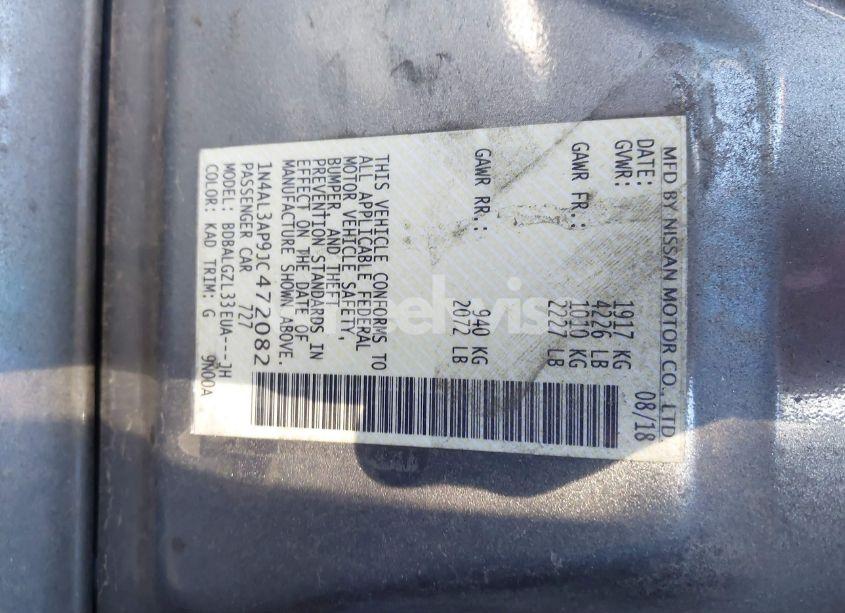 MFD BY NISSAN MOTOR CO., LTD.
DATE: 08/18
GVWR: 1917 KG
4226 LB
GAWR FR.: 1010 KG
2227 LB
GAWR RR.: 940 KG
2072 LB
THIS VEHICLE CONFORMS TO
ALL APPLICABLE FEDERAL
MOTOR VEHICLE SAFETY,
BUMPER, AND THEFT
PREVENTION STANDARDS IN
EFFECT ON THE DATE OF
MANUFACTURE SHOWN ABOVE.
1N4AL3AP9JC472082
PASSENGER CAR 727
MODEL: BDBALGZL33EUA---JH
COLOR: KAD TRIM: G 9N00A